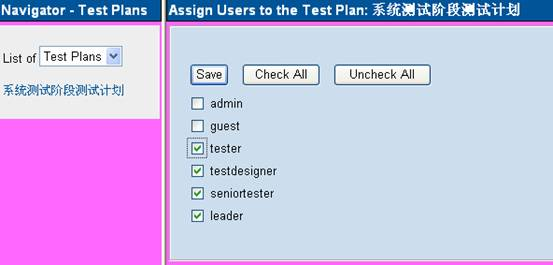 Navigator - Test Plans
List of Test Plans
系统测试阶段测试计划
Assign Users to the Test Plan: 系统测试阶段测试计划
Save Check All Uncheck All
admin
guest
tester
testdesigner
seniortester
leader